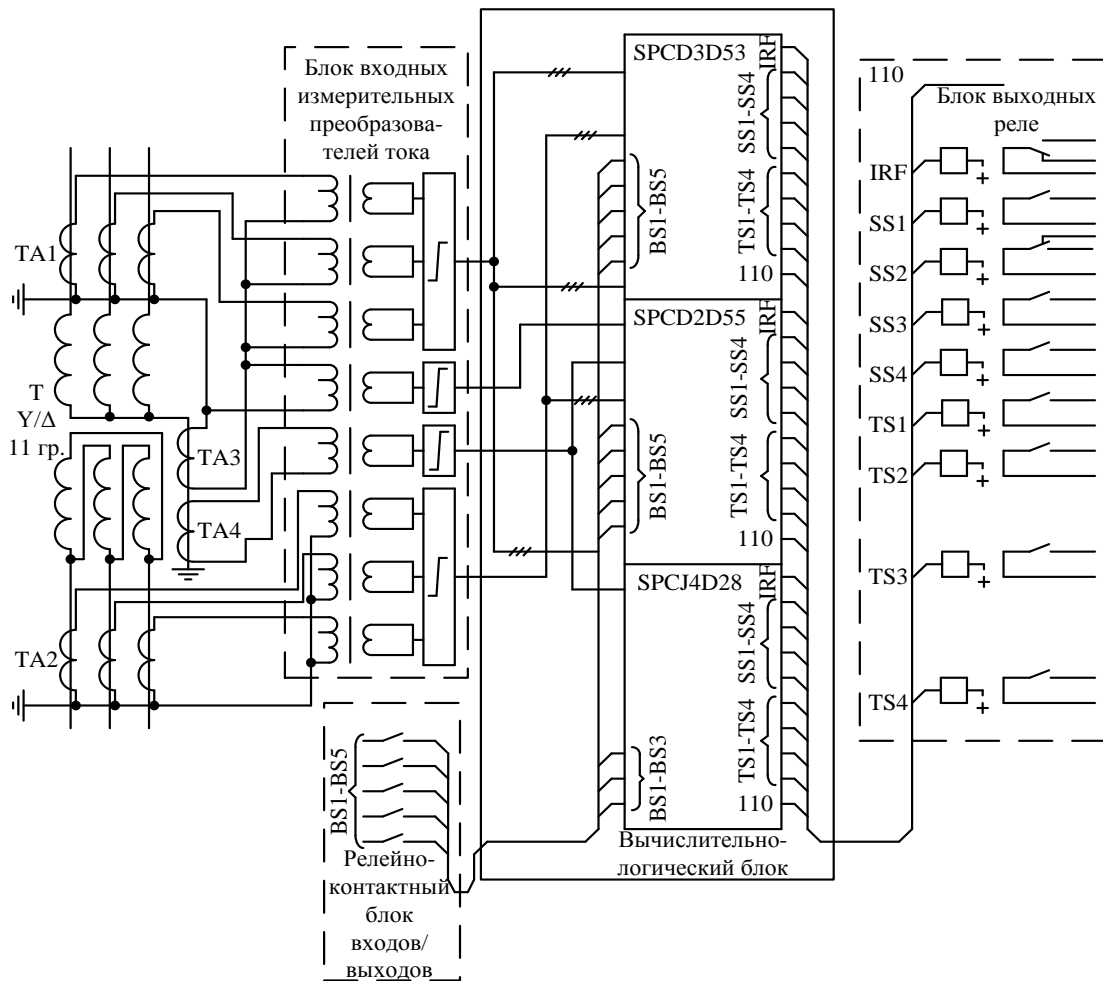 Блок входных
измерительных
преобразова-
телей тока
TA1
T
Y/Δ
11 гр.
TA3
TA4
TA2
BS1-BS5
Релейно-
контактный
блок
входов/
выходов
SPCD3D53
IRF
SS1-SS4
TS1-TS4
BS1-BS5
110
SPCD2D55
IRF
SS1-SS4
TS1-TS4
BS1-BS5
110
SPCJ4D28
IRF
SS1-SS4
TS1-TS4
BS1-BS3
110
Вычислительно-
логический блок
110
Блок выходных
реле
IRF
+
SS1
+
SS2
+
SS3
+
SS4
+
TS1
+
TS2
+
TS3
+
TS4
+